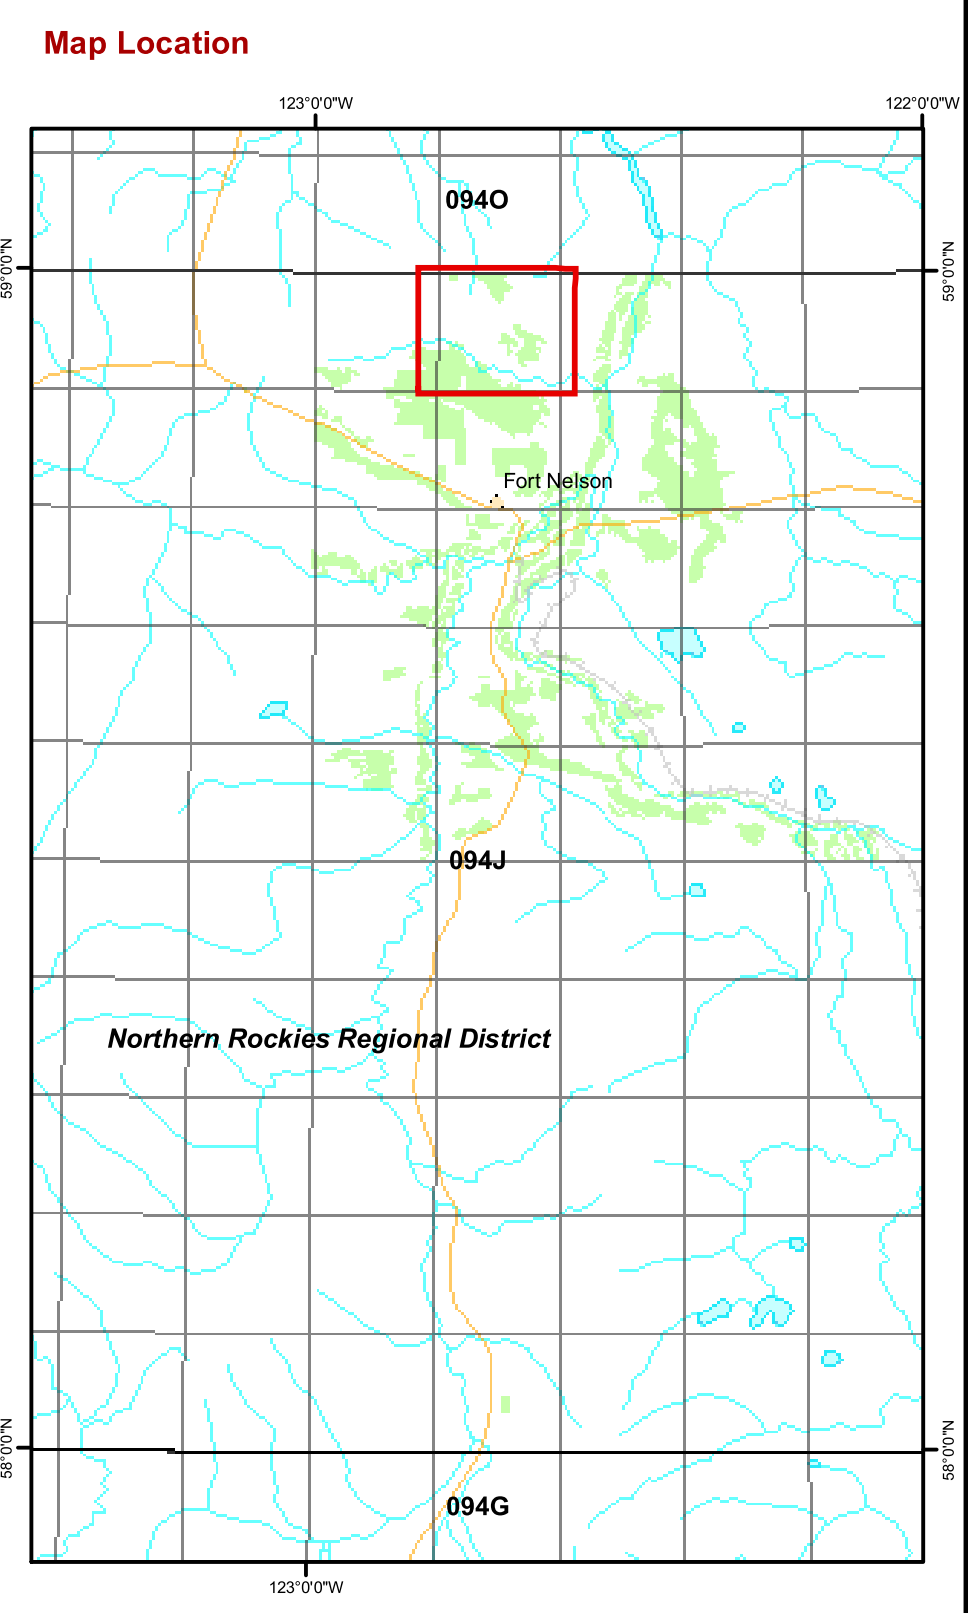 Map Location
123°0'0"W
122°0'0"W
094O
59°0'0"N
59°0'0"N
Fort Nelson
094J
Northern Rockies Regional District
58°0'0"N
58°0'0"N
094G
123°0'0"W